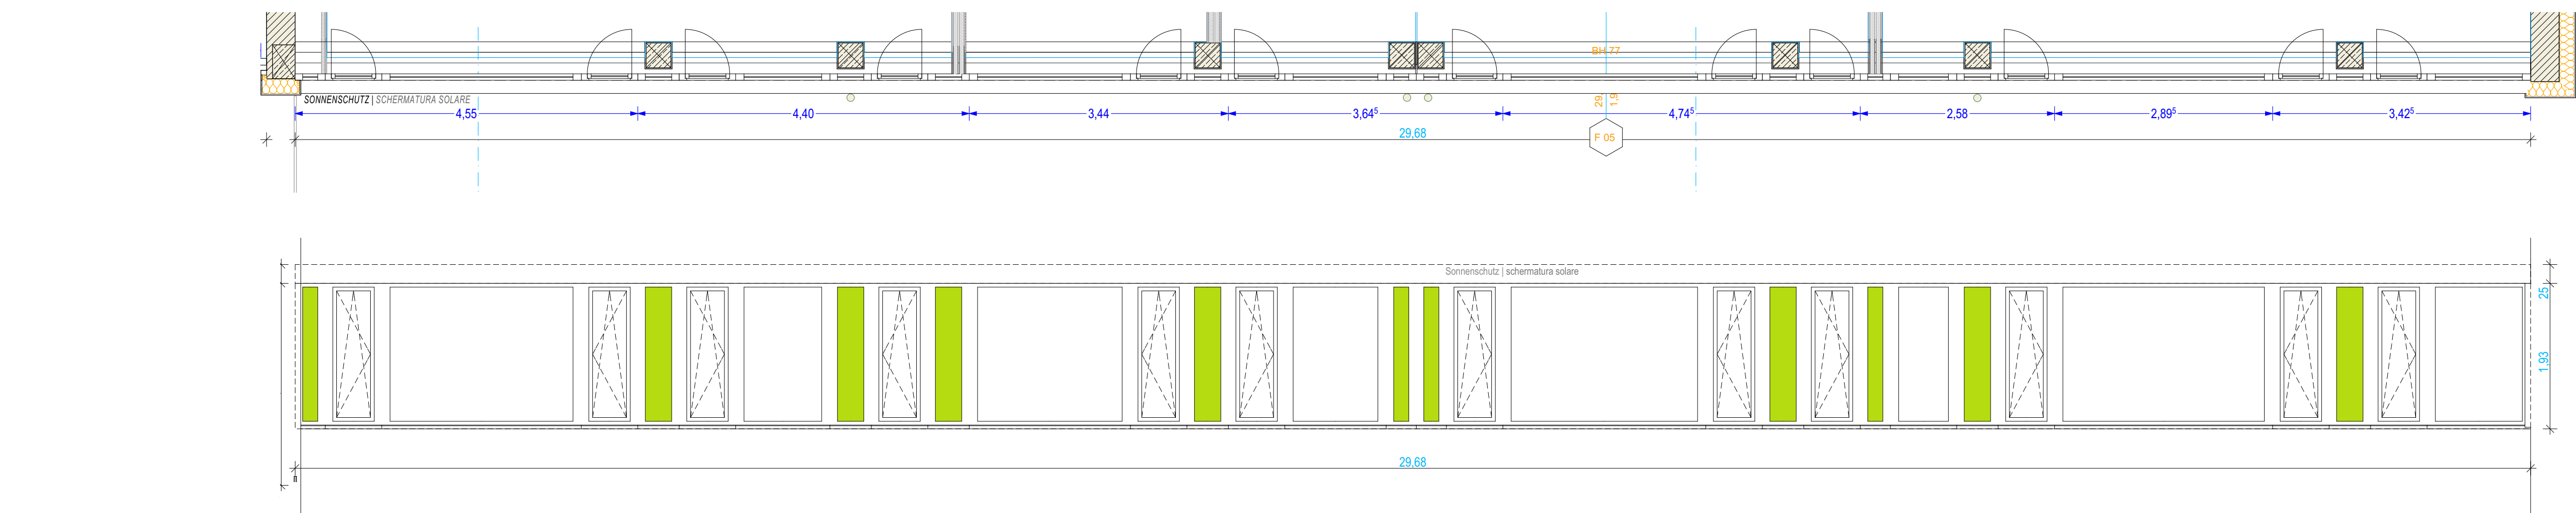 BH 77
SONNENSCHUTZ | SCHERMATURA SOLARE
29,
1,9
4,55 4,40 3,44 3,64⁵ 4,74⁵ 2,58 2,89⁵ 3,42⁵
29,68
F 05
Sonnenschutz | schermatura solare
25
1,93
29,68